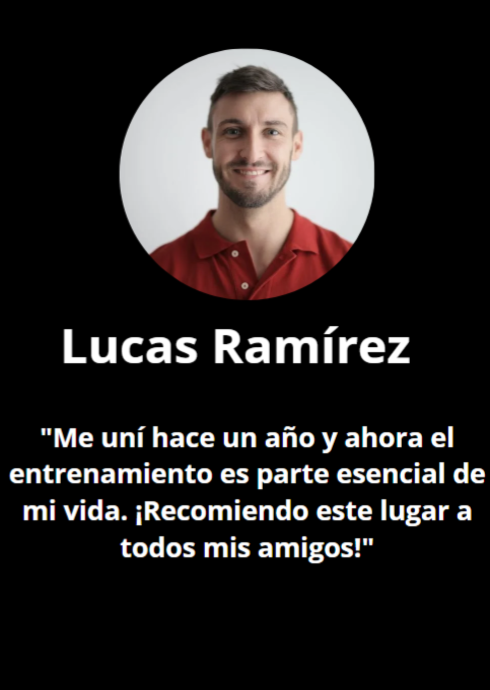 Lucas Ramírez
"Me uní hace un año y ahora el
entrenamiento es parte esencial de
mi vida. ¡Recomiendo este lugar a
todos mis amigos!"